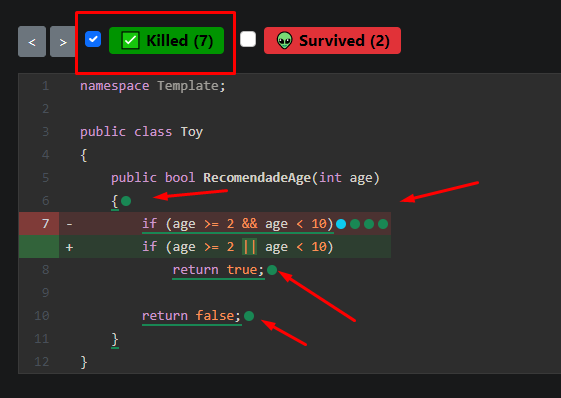 < > ✅ Killed (7) 👽 Survived (2)
1 namespace Template;
2
3 public class Toy
4 {
5 public bool RecomendadeAge(int age)
6 {
7 - if (age >= 2 && age < 10)
+ if (age >= 2 || age < 10)
8 return true;
9
10 return false;
11 }
12 }